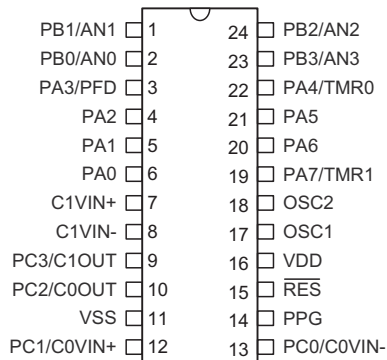 PB1/AN1 1 24 PB2/AN2
PB0/AN0 2 23 PB3/AN3
PA3/PFD 3 22 PA4/TMR0
PA2 4 21 PA5
PA1 5 20 PA6
PA0 6 19 PA7/TMR1
C1VIN+ 7 18 OSC2
C1VIN- 8 17 OSC1
PC3/C1OUT 9 16 VDD
PC2/C0OUT 10 15 RES
VSS 11 14 PPG
PC1/C0VIN+ 12 13 PC0/C0VIN-